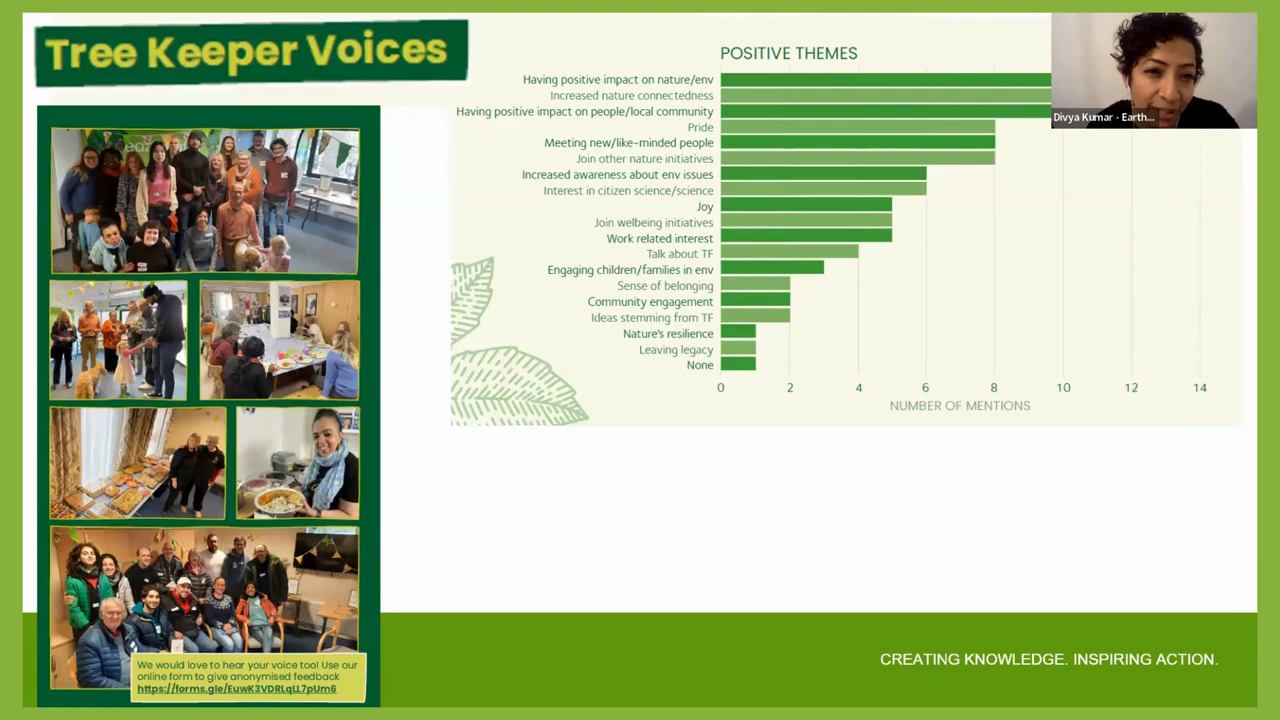 Tree Keeper Voices
POSITIVE THEMES
Having positive impact on nature/env
Increased nature connectedness
Having positive impact on people/local community
Pride
Meeting new/like-minded people
Join other nature initiatives
Increased awareness about env issues
Interest in citizen science/science
Joy
Join welbeing initiatives
Work related interest
Talk about TF
Engaging children/families in env
Sense of belonging
Community engagement
Ideas stemming from TF
Nature's resilience
Leaving legacy
None
0 2 4 6 8 10 12 14
NUMBER OF MENTIONS
Divya Kumar - Earth...
We would love to hear your voice too! Use our
online form to give anonymised feedback
https://forms.gle/EuwK3VDRLqLL7pUm6
CREATING KNOWLEDGE. INSPIRING ACTION.